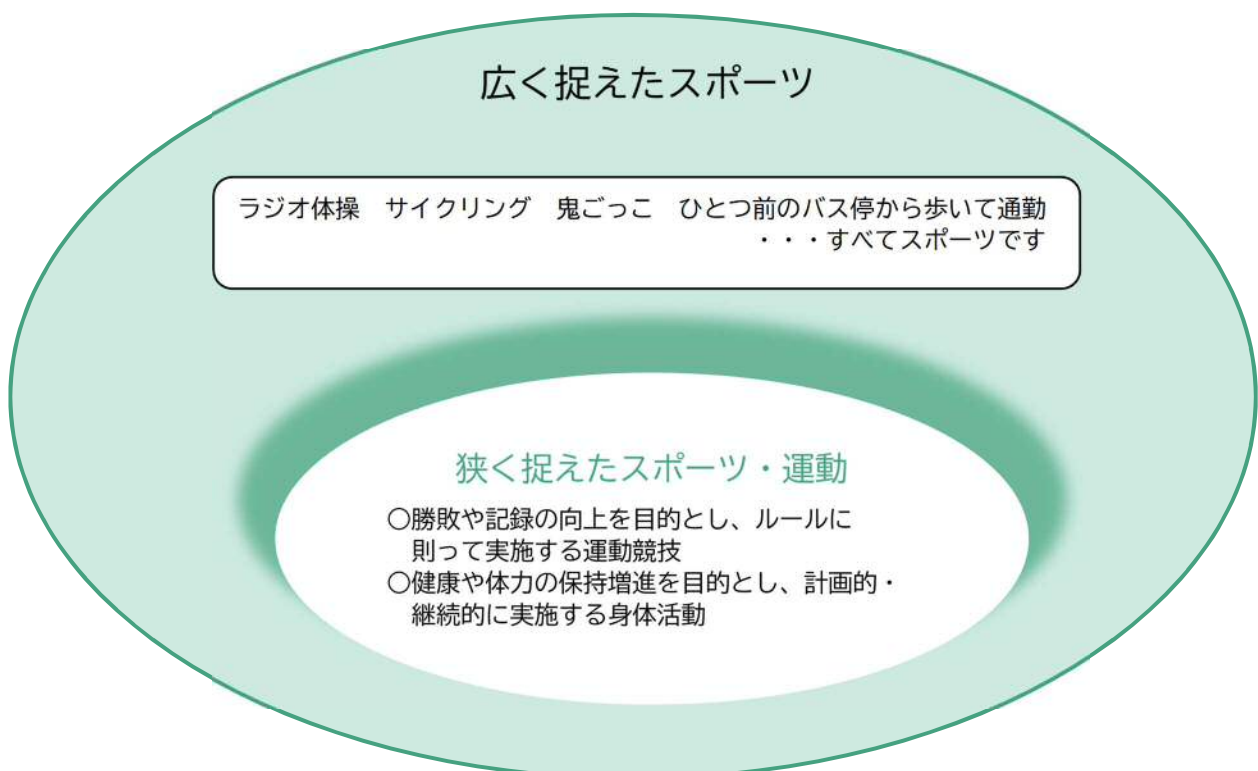 広く捉えたスポーツ
ラジオ体操　サイクリング　鬼ごっこ　ひとつ前のバス停から歩いて通勤
・・・すべてスポーツです
狭く捉えたスポーツ・運動
○勝敗や記録の向上を目的とし、ルールに
則って実施する運動競技
○健康や体力の保持増進を目的とし、計画的・
継続的に実施する身体活動